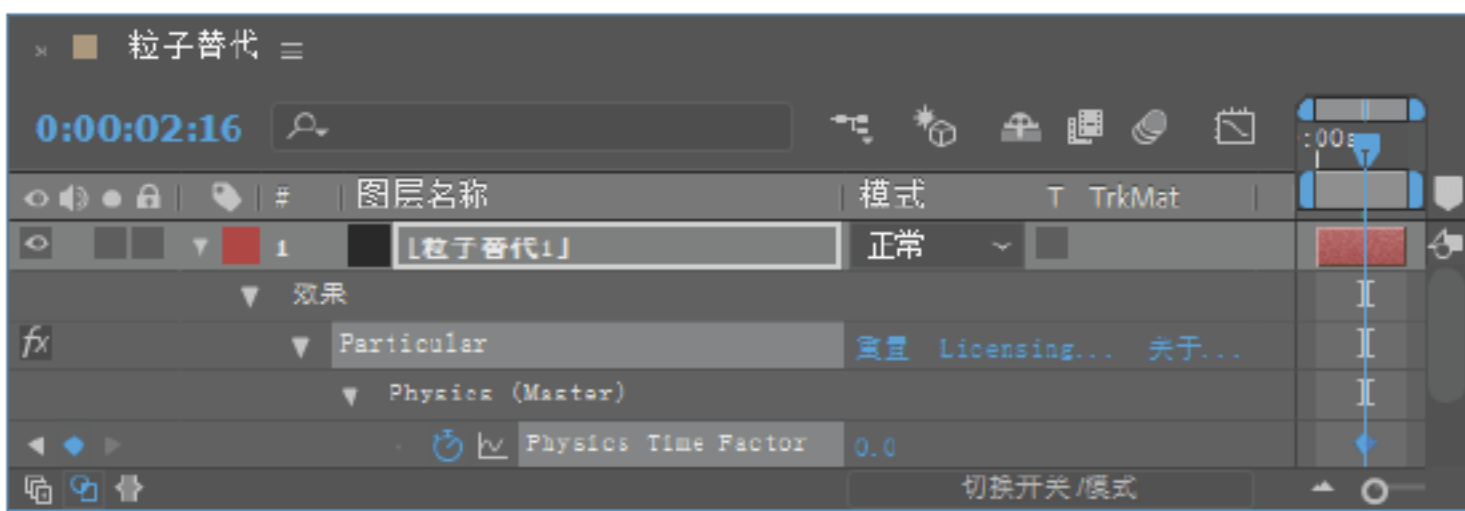 粒子替代
0:00:02:16
:00s
# 图层名称 模式 T TrkMat
1 [粒子替代1] 正常
效果
fx Particular 重置 Licensing... 关于...
Physics (Master)
Physics Time Factor 0.0
切换开关/模式